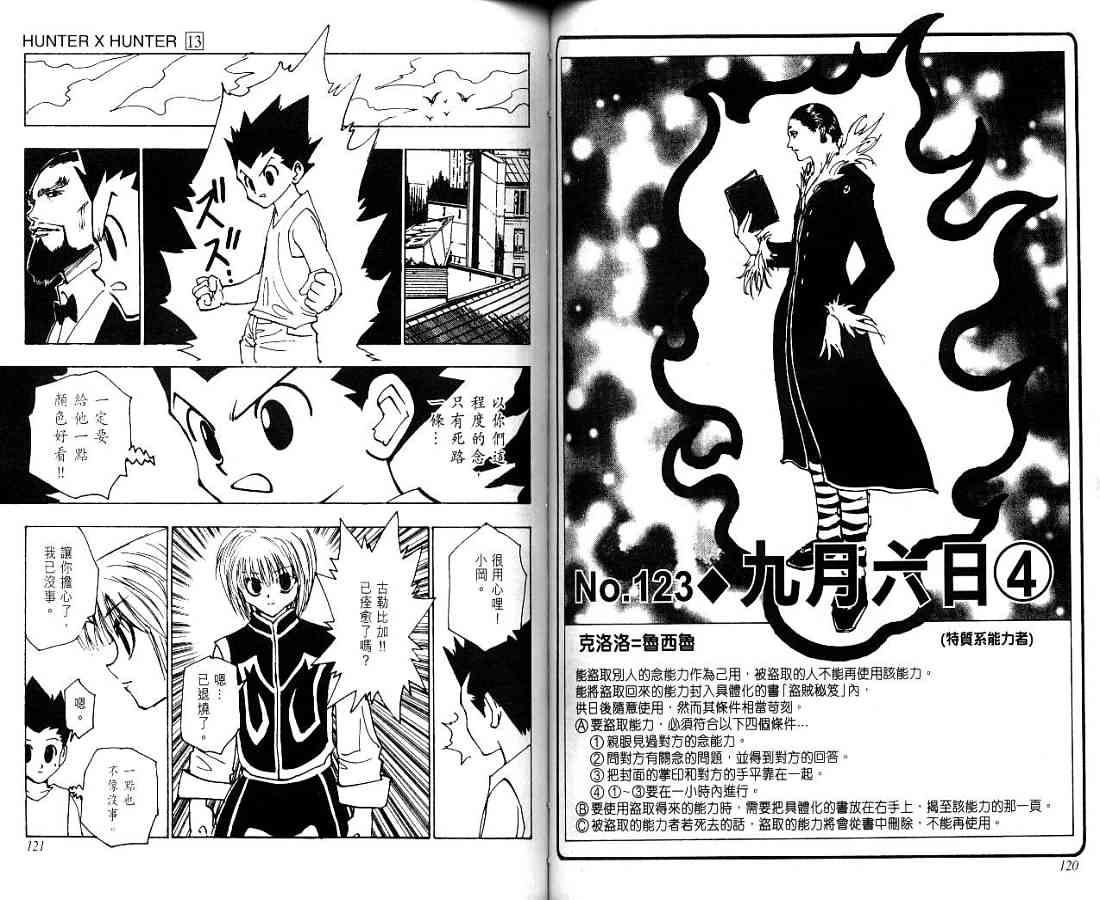 No.123◆九月六日④
克洛洛=魯西魯
(特質系能力者)
能盜取別人的念能力作為己用，被盜取的人不能再使用該能力。
能將盜取回來的能力封入具體化的書「盜賊秘笈」內，
供日後隨意使用，然而其條件相當苛刻。
Ⓐ要盜取能力，必須符合以下四個條件…
①親眼見過對方的念能力。
②問對方有關念的問題，並得到對方的回答。
③把封面的掌印和對方的手平靠在一起。
④①~③要在一小時內進行。
Ⓑ要使用盜取得來的能力時，需要把具體化的書放在右手上、揭至該能力的那一頁。
Ⓒ被盜取的能力者若死去的話，盜取的能力將會從書中刪除、不能再使用。
120
HUNTER X HUNTER 13
ズズ…
以你們這
程度的念，
只有死路
一條…
一定要
給他一點
顏色好看!!
很用心哩！
小岡。
古勒比加!!
已痊愈了嗎？
嗯…
已退燒了。
讓你擔心了，
我已沒事。
嗯。
一點也
不像沒事。
121